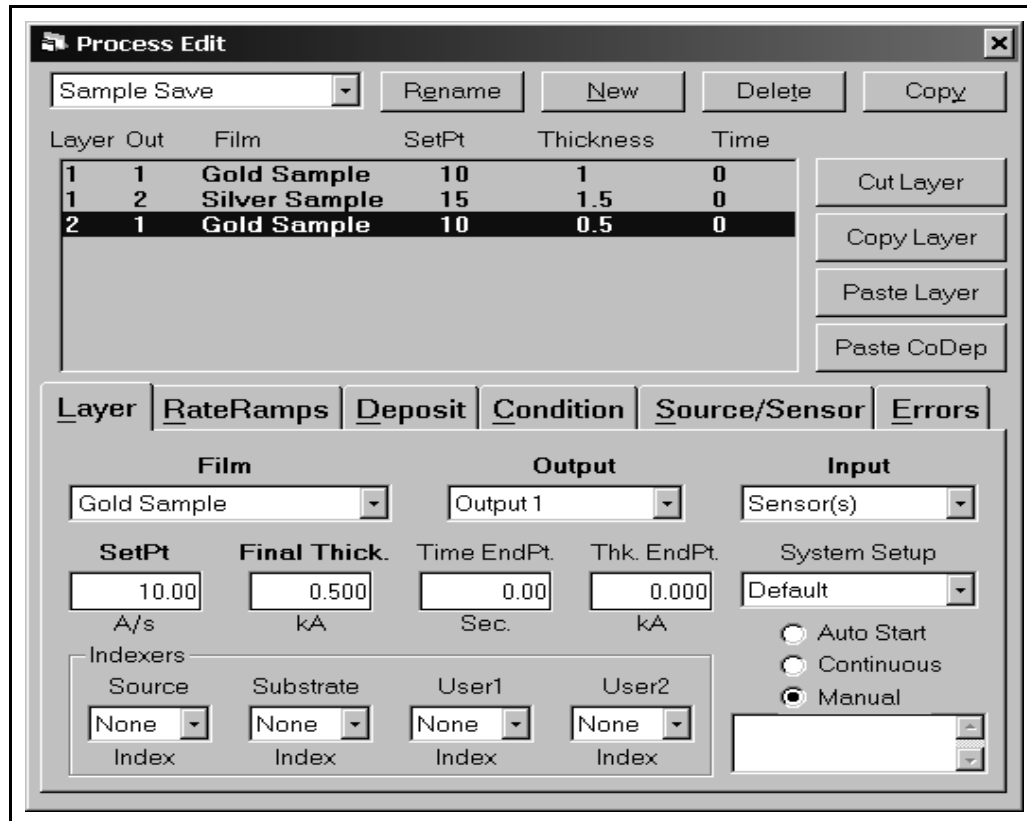 Process Edit
Sample Save Rename New Delete Copy
Layer Out Film SetPt Thickness Time
1 1 Gold Sample 10 1 0
1 2 Silver Sample 15 1.5 0
2 1 Gold Sample 10 0.5 0
Cut Layer
Copy Layer
Paste Layer
Paste CoDep
Layer RateRamps Deposit Condition Source/Sensor Errors
Film Output Input
Gold Sample Output 1 Sensor(s)
SetPt Final Thick. Time EndPt. Thk. EndPt. System Setup
10.00 0.500 0.00 0.000 Default
A/s kA Sec. kA
Auto Start
Continuous
Manual
Indexers
Source Substrate User1 User2
None None None None
Index Index Index Index